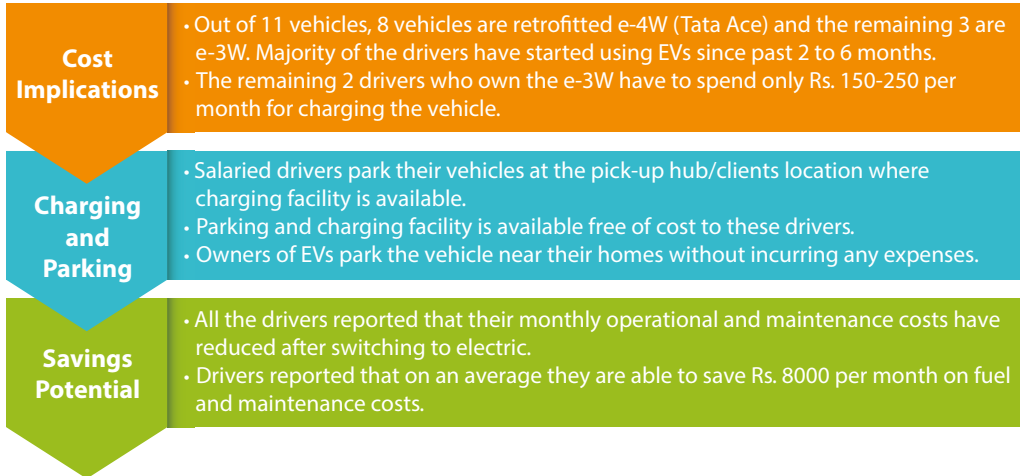 Cost
Implications
• Out of 11 vehicles, 8 vehicles are retrofitted e-4W (Tata Ace) and the remaining 3 are
e-3W. Majority of the drivers have started using EVs since past 2 to 6 months.
• The remaining 2 drivers who own the e-3W have to spend only Rs. 150-250 per
month for charging the vehicle.
Charging
and
Parking
• Salaried drivers park their vehicles at the pick-up hub/clients location where
charging facility is available.
• Parking and charging facility is available free of cost to these drivers.
• Owners of EVs park the vehicle near their homes without incurring any expenses.
Savings
Potential
• All the drivers reported that their monthly operational and maintenance costs have
reduced after switching to electric.
• Drivers reported that on an average they are able to save Rs. 8000 per month on fuel
and maintenance costs.